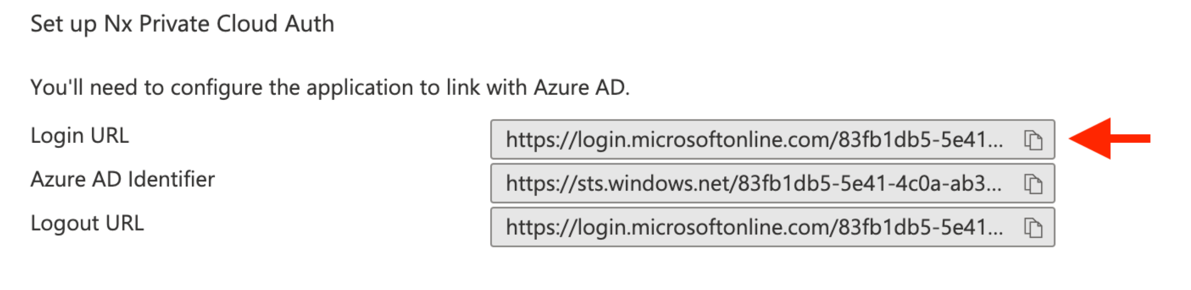 Set up Nx Private Cloud Auth
You'll need to configure the application to link with Azure AD.
Login URL https://login.microsoftonline.com/83fb1db5-5e41...
Azure AD Identifier https://sts.windows.net/83fb1db5-5e41-4c0a-ab3...
Logout URL https://login.microsoftonline.com/83fb1db5-5e41...